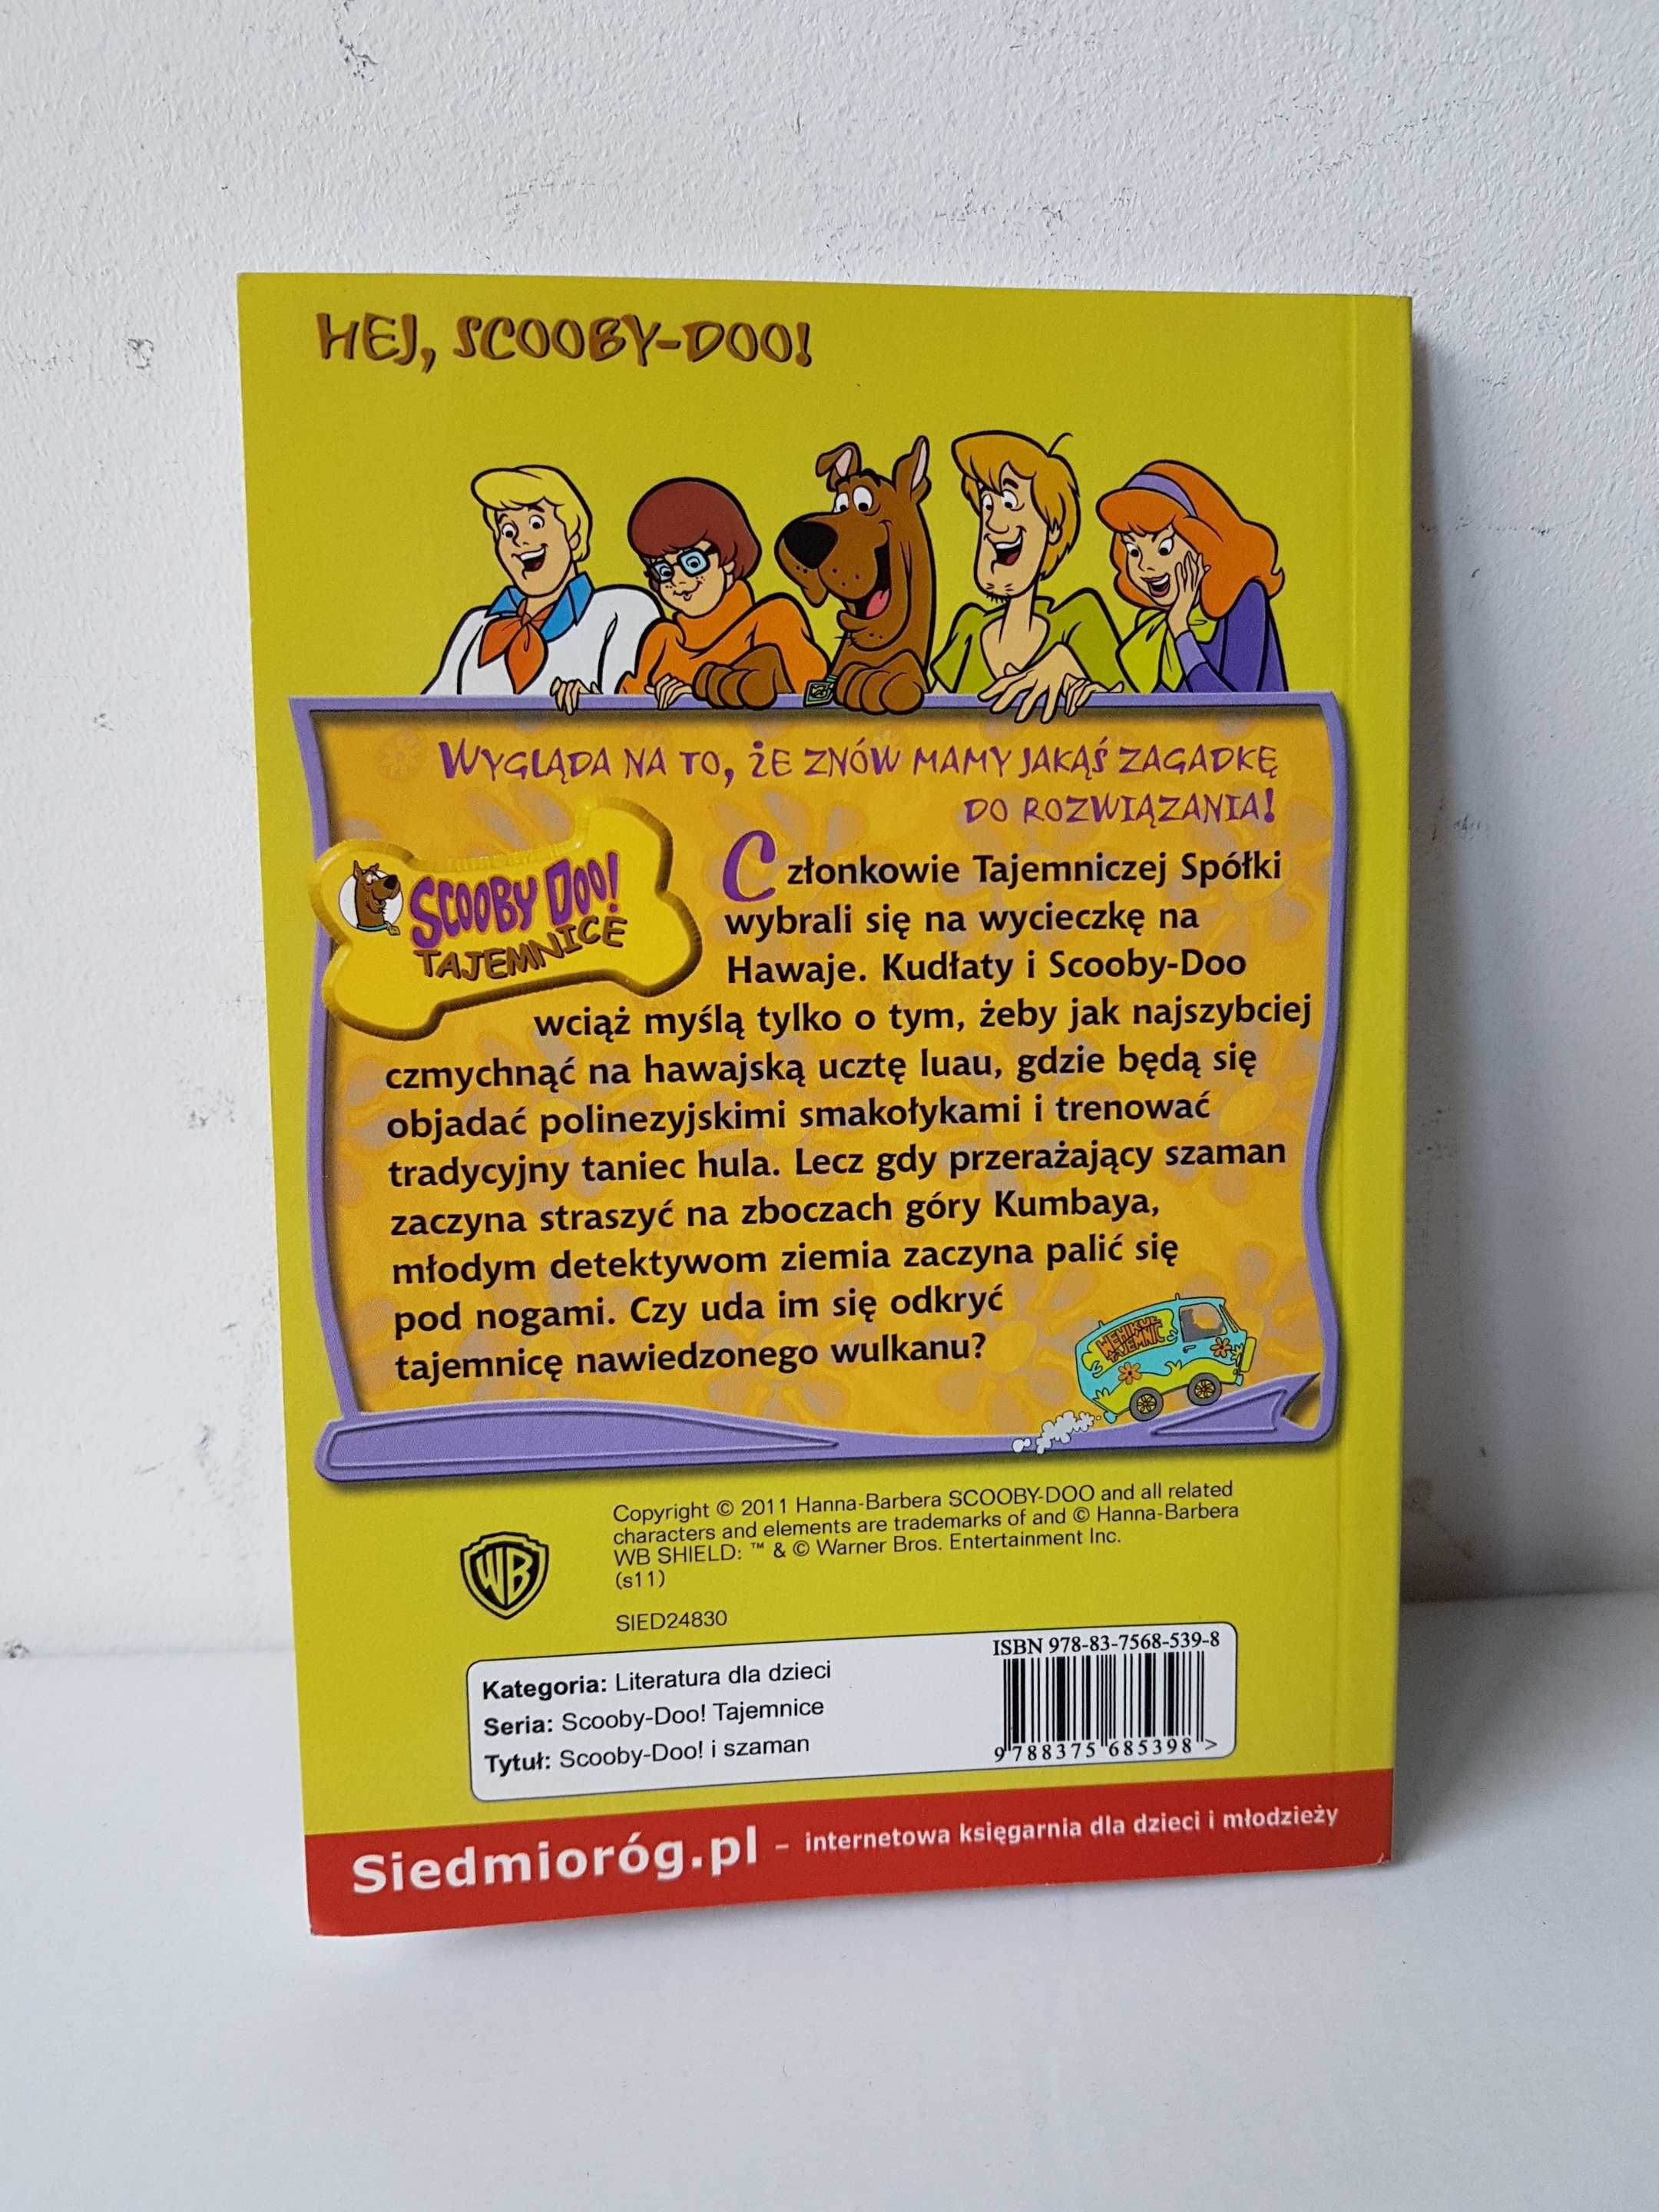 HEJ, SCOOBY-DOO!
WYGLĄDA NA TO, ŻE ZNÓW MAMY JAKĄŚ ZAGADKĘ
DO ROZWIĄZANIA!
SCOOBY DOO!
TAJEMNICE
Członkowie Tajemniczej Spółki
wybrali się na wycieczkę na
Hawaje. Kudłaty i Scooby-Doo
wciąż myślą tylko o tym, żeby jak najszybciej
czmychnąć na hawajską ucztę luau, gdzie będą się
objadać polinezyjskimi smakołykami i trenować
tradycyjny taniec hula. Lecz gdy przerażający szaman
zaczyna straszyć na zboczach góry Kumbaya,
młodym detektywom ziemia zaczyna palić się
pod nogami. Czy uda im się odkryć
tajemnicę nawiedzonego wulkanu?
WEHIKUŁ
TAJEMNIC
Copyright © 2011 Hanna-Barbera SCOOBY-DOO and all related
characters and elements are trademarks of and © Hanna-Barbera
WB SHIELD: ™ & © Warner Bros. Entertainment Inc.
(s11)
WB
SIED24830
Kategoria: Literatura dla dzieci
Seria: Scooby-Doo! Tajemnice
Tytuł: Scooby-Doo! i szaman
ISBN 978-83-7568-539-8
9 788375 685398 >
Siedmioróg.pl – internetowa księgarnia dla dzieci i młodzieży